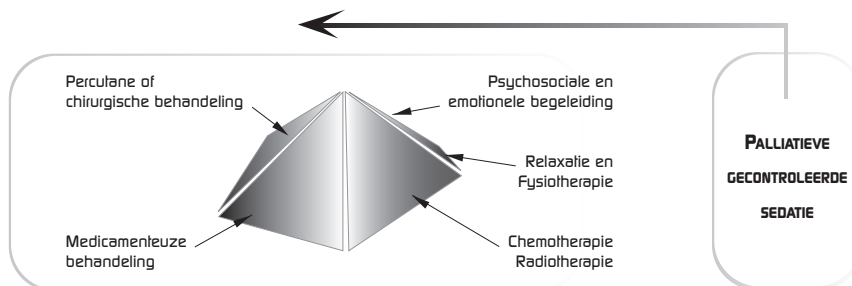 Percutane of
chirurgische behandeling
Psychosociale en
emotionele begeleiding
Relaxatie en
Fysiotherapie
Medicamenteuze
behandeling
Chemotherapie
Radiotherapie
PALLIATIEVE
GECONTROLEERDE
SEDATIE